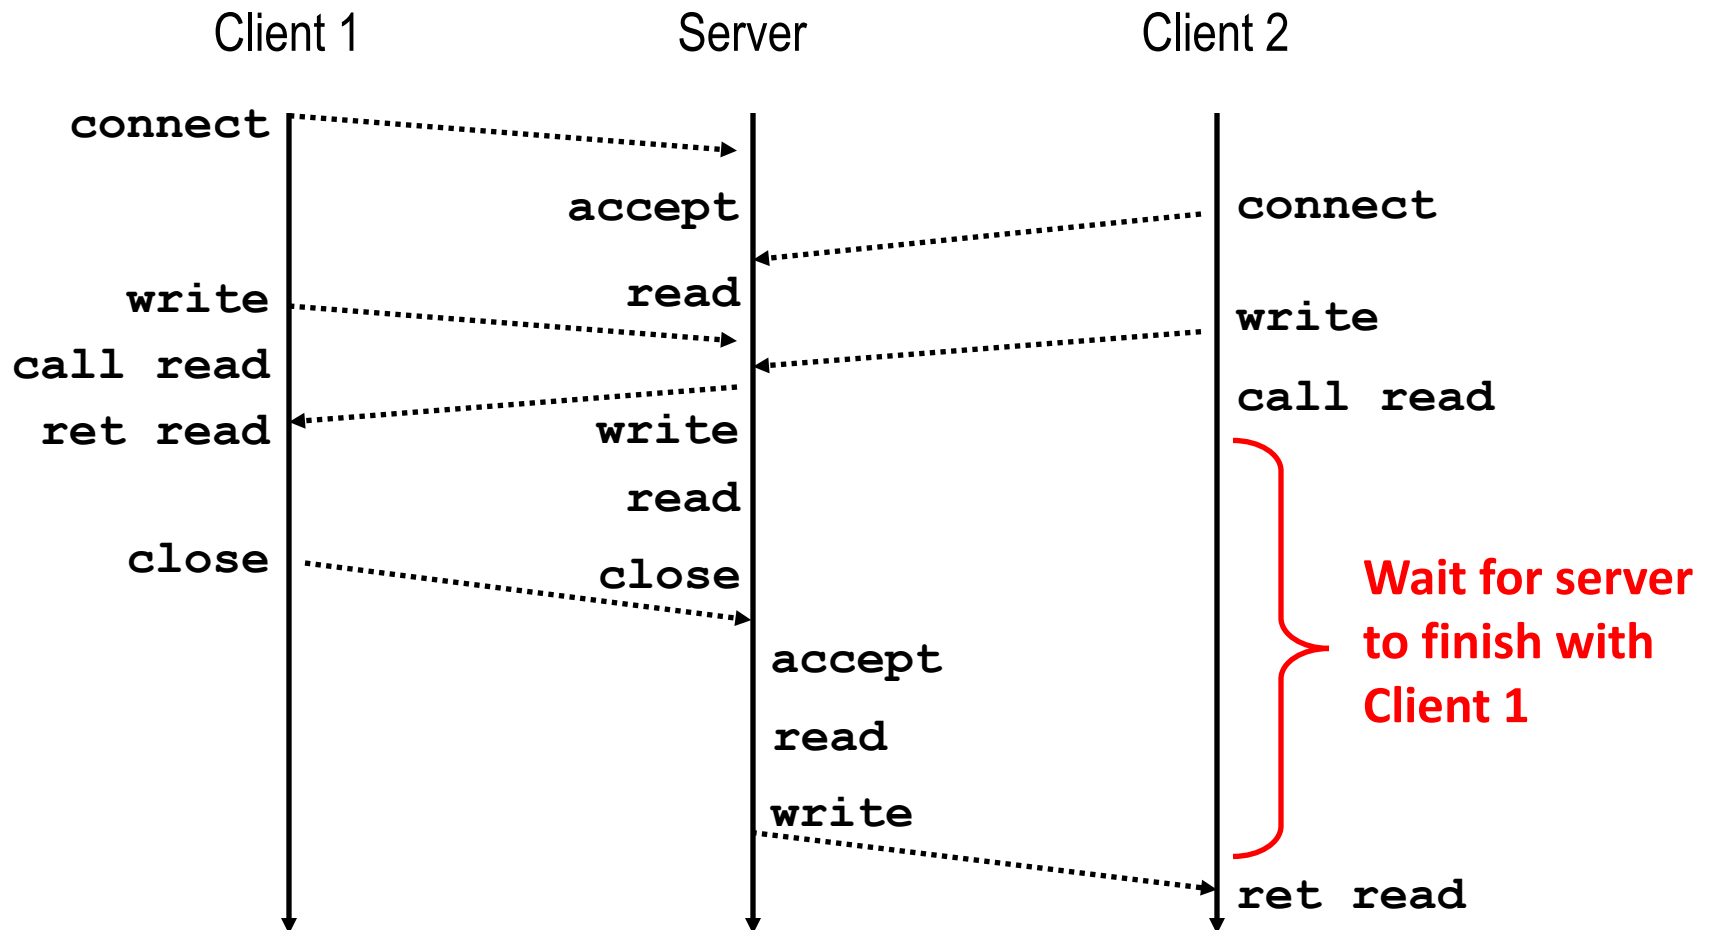 Client 1
Server
Client 2
connect
accept
connect
write
read
write
call read
call read
ret read
write
read
close
close
Wait for server
to finish with
Client 1
accept
read
write
ret read